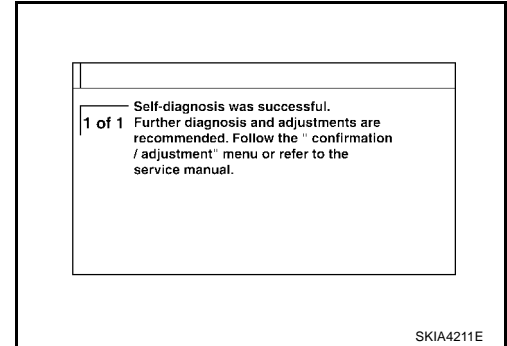 Self-diagnosis was successful.
1 of 1 Further diagnosis and adjustments are
recommended. Follow the " confirmation
/ adjustment" menu or refer to the
service manual.
SKIA4211E